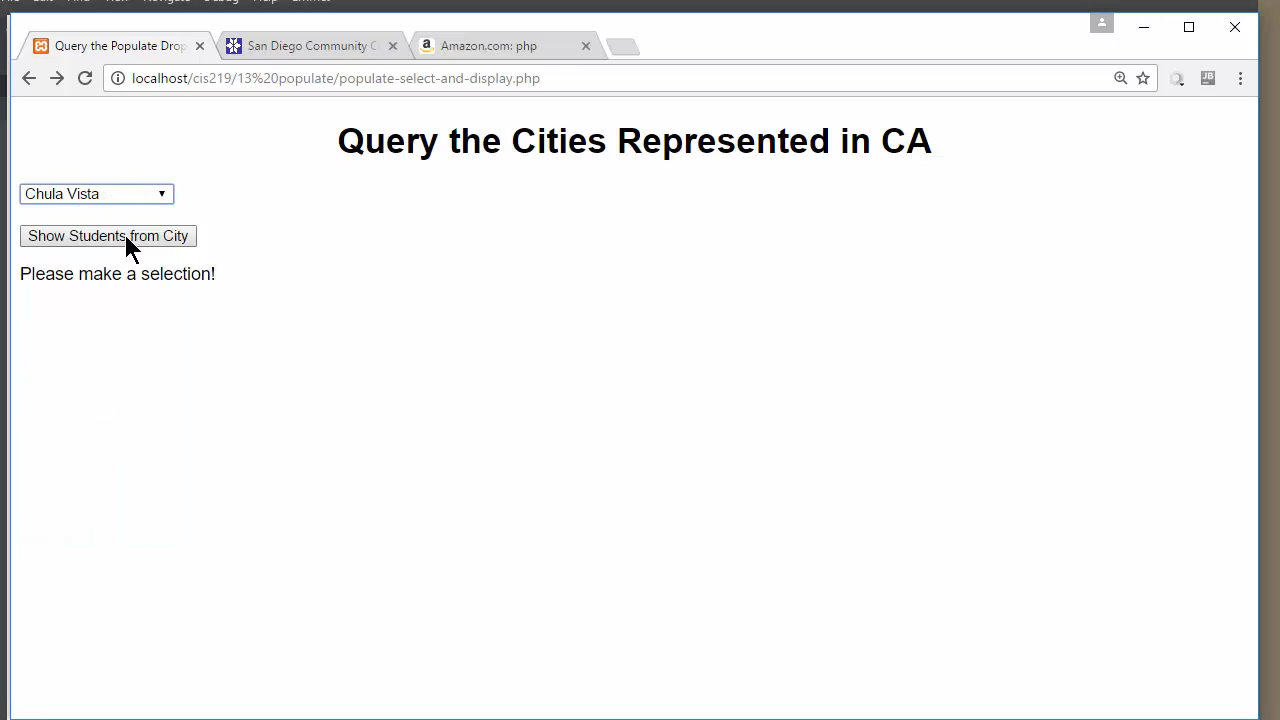 Query the Populate Drop
San Diego Community C
Amazon.com: php
localhost/cis219/13%20populate/populate-select-and-display.php
JB
Query the Cities Represented in CA
Chula Vista
Show Students from City
Please make a selection!